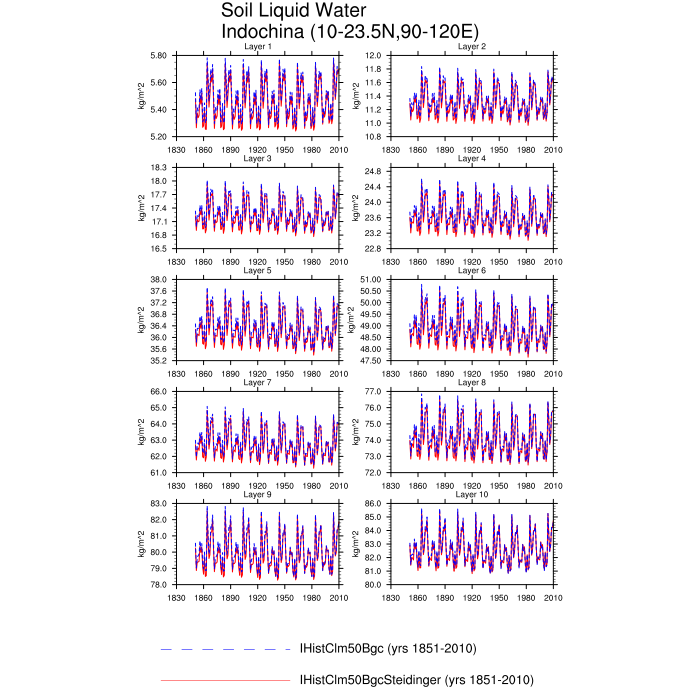 Soil Liquid Water
Indochina (10-23.5N,90-120E)
Layer 1
kg/m^2
5.80
5.60
5.40
5.20
1830 1860 1890 1920 1950 1980 2010
Layer 2
kg/m^2
12.0
11.8
11.6
11.4
11.2
11.0
10.8
1830 1860 1890 1920 1950 1980 2010
Layer 3
kg/m^2
18.3
18.0
17.7
17.4
17.1
16.8
16.5
1830 1860 1890 1920 1950 1980 2010
Layer 4
kg/m^2
24.8
24.4
24.0
23.6
23.2
22.8
1830 1860 1890 1920 1950 1980 2010
Layer 5
kg/m^2
38.0
37.6
37.2
36.8
36.4
36.0
35.6
35.2
1830 1860 1890 1920 1950 1980 2010
Layer 6
kg/m^2
51.00
50.50
50.00
49.50
49.00
48.50
48.00
47.50
1830 1860 1890 1920 1950 1980 2010
Layer 7
kg/m^2
66.0
65.0
64.0
63.0
62.0
61.0
1830 1860 1890 1920 1950 1980 2010
Layer 8
kg/m^2
77.0
76.0
75.0
74.0
73.0
72.0
1830 1860 1890 1920 1950 1980 2010
Layer 9
kg/m^2
83.0
82.0
81.0
80.0
79.0
78.0
1830 1860 1890 1920 1950 1980 2010
Layer 10
kg/m^2
86.0
85.0
84.0
83.0
82.0
81.0
80.0
1830 1860 1890 1920 1950 1980 2010
IHistClm50Bgc (yrs 1851-2010)
IHistClm50BgcSteidinger (yrs 1851-2010)